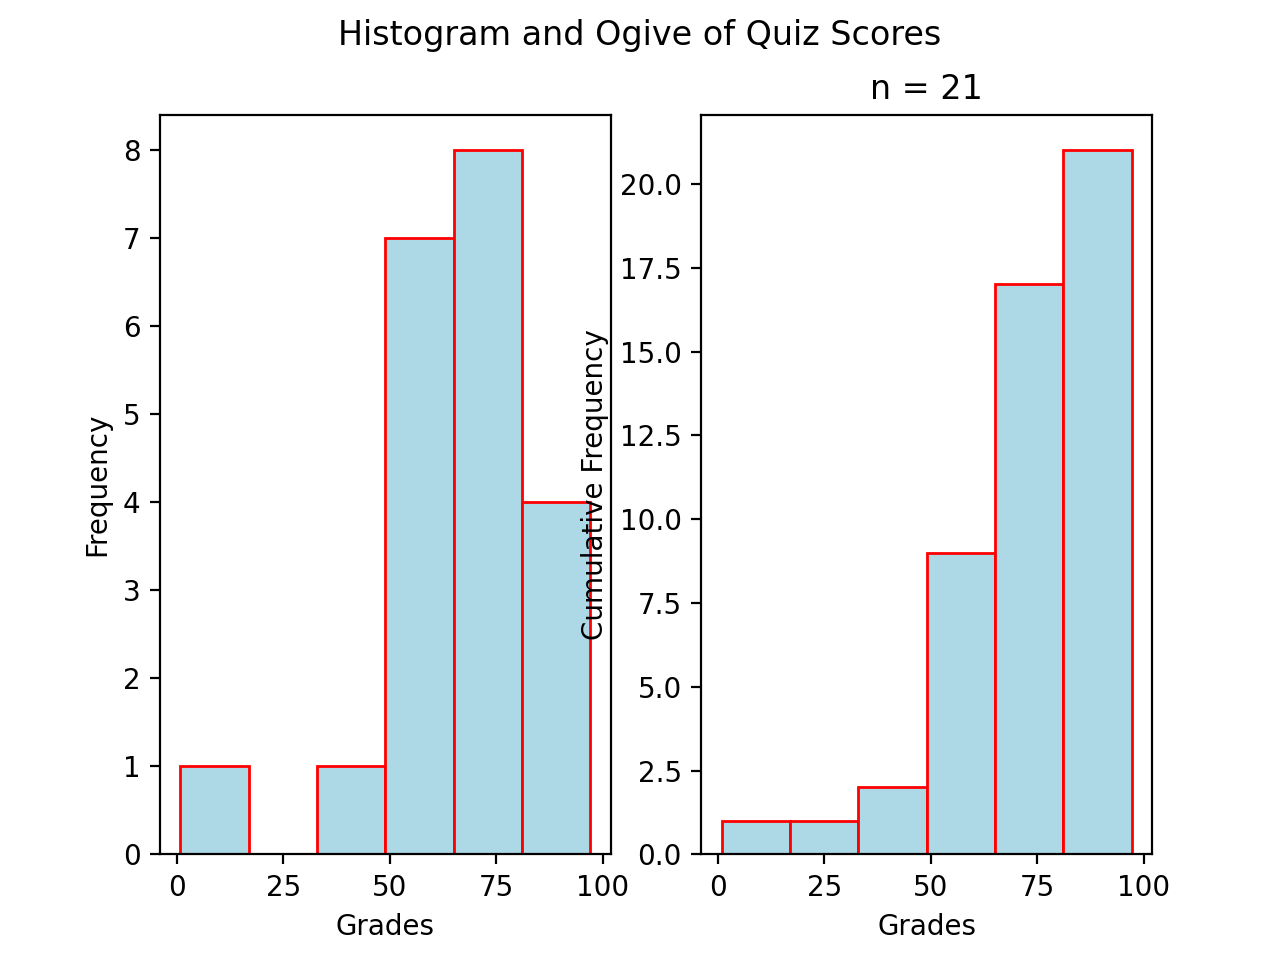 Histogram and Ogive of Quiz Scores
n = 21
8
7
6
5
4
3
2
1
0
Frequency
0 25 50 75 100
Grades
20.0
17.5
15.0
12.5
10.0
7.5
5.0
2.5
0.0
Cumulative Frequency
0 25 50 75 100
Grades